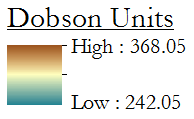 Dobson Units
High : 368.05
Low : 242.05